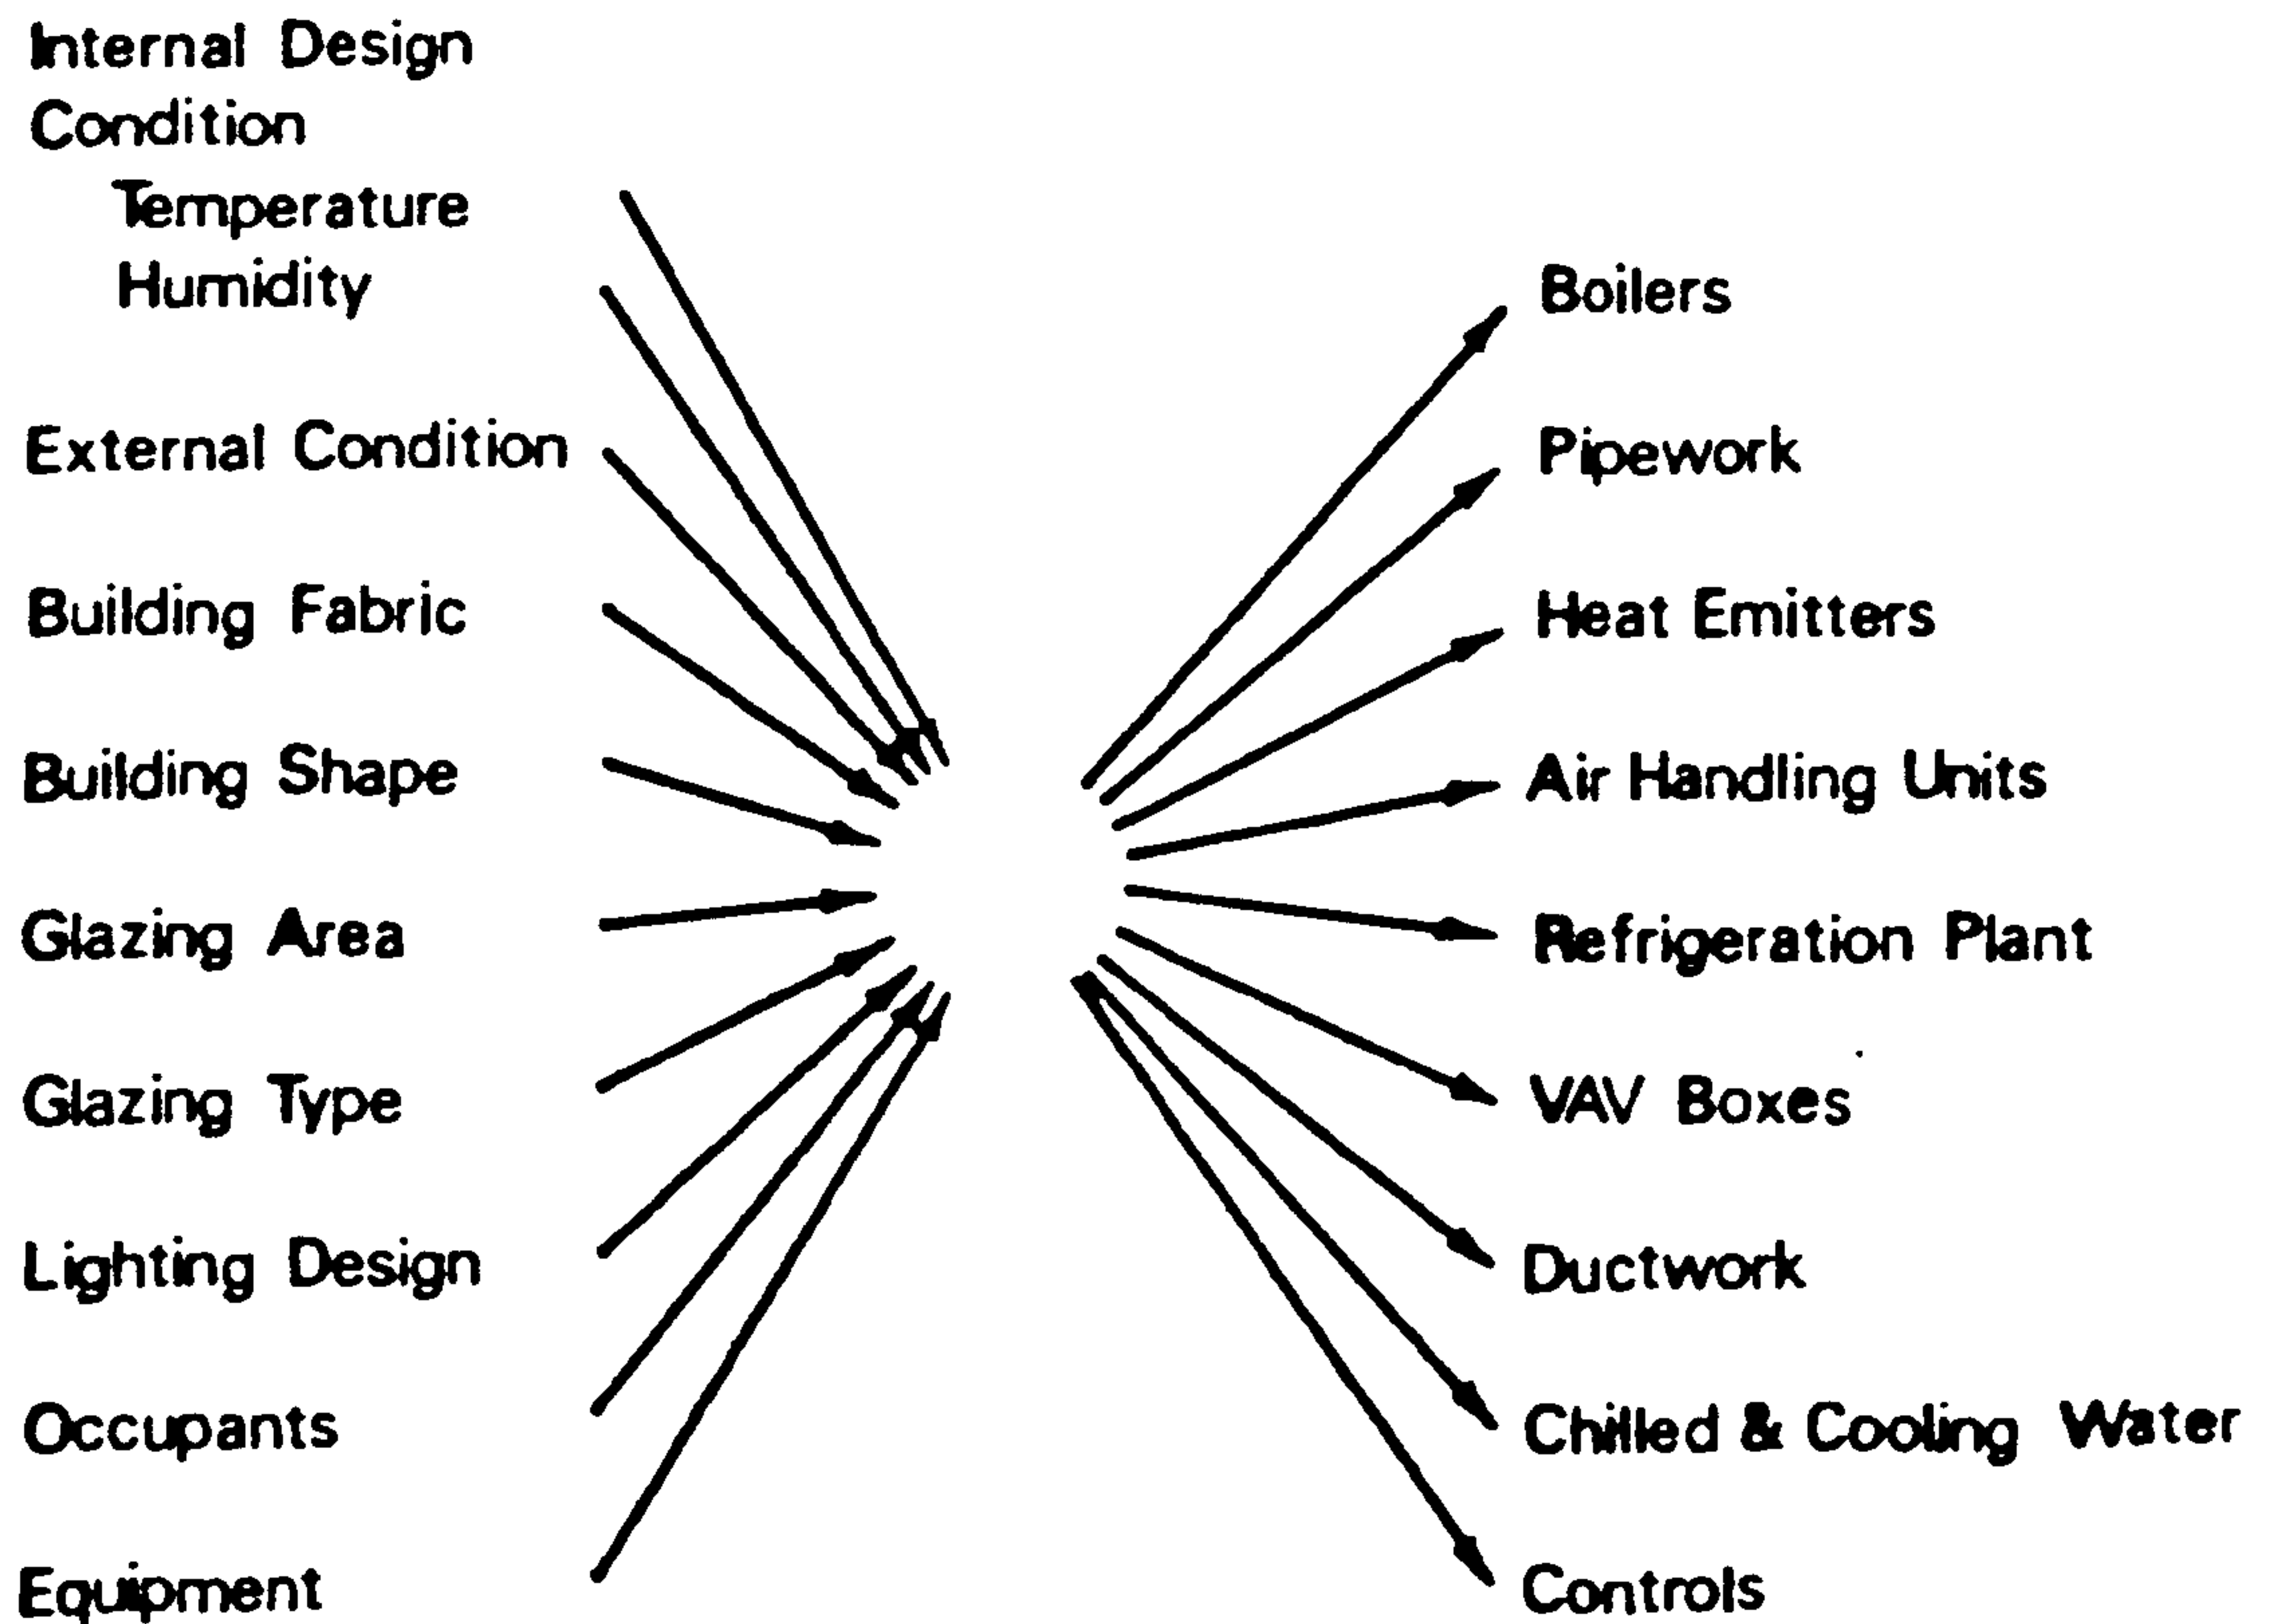 Internal Design
Condition
Temperature
Humidity
External Condition
Building Fabric
Building Shape
Glazing Area
Glazing Type
Lighting Design
Occupants
Equipment
Boilers
Pipework
Heat Emitters
Air Handling Units
Refrigeration Plant
VAV Boxes
Ductwork
Chilled & Cooling Water
Controls